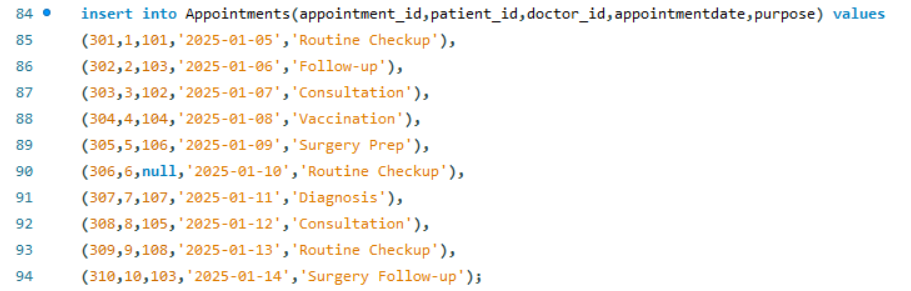 84 insert into Appointments(appointment_id,patient_id,doctor_id,appointmentdate,purpose) values
85 (301,1,101,'2025-01-05','Routine Checkup'),
86 (302,2,103,'2025-01-06','Follow-up'),
87 (303,3,102,'2025-01-07','Consultation'),
88 (304,4,104,'2025-01-08','Vaccination'),
89 (305,5,106,'2025-01-09','Surgery Prep'),
90 (306,6,null,'2025-01-10','Routine Checkup'),
91 (307,7,107,'2025-01-11','Diagnosis'),
92 (308,8,105,'2025-01-12','Consultation'),
93 (309,9,108,'2025-01-13','Routine Checkup'),
94 (310,10,103,'2025-01-14','Surgery Follow-up');